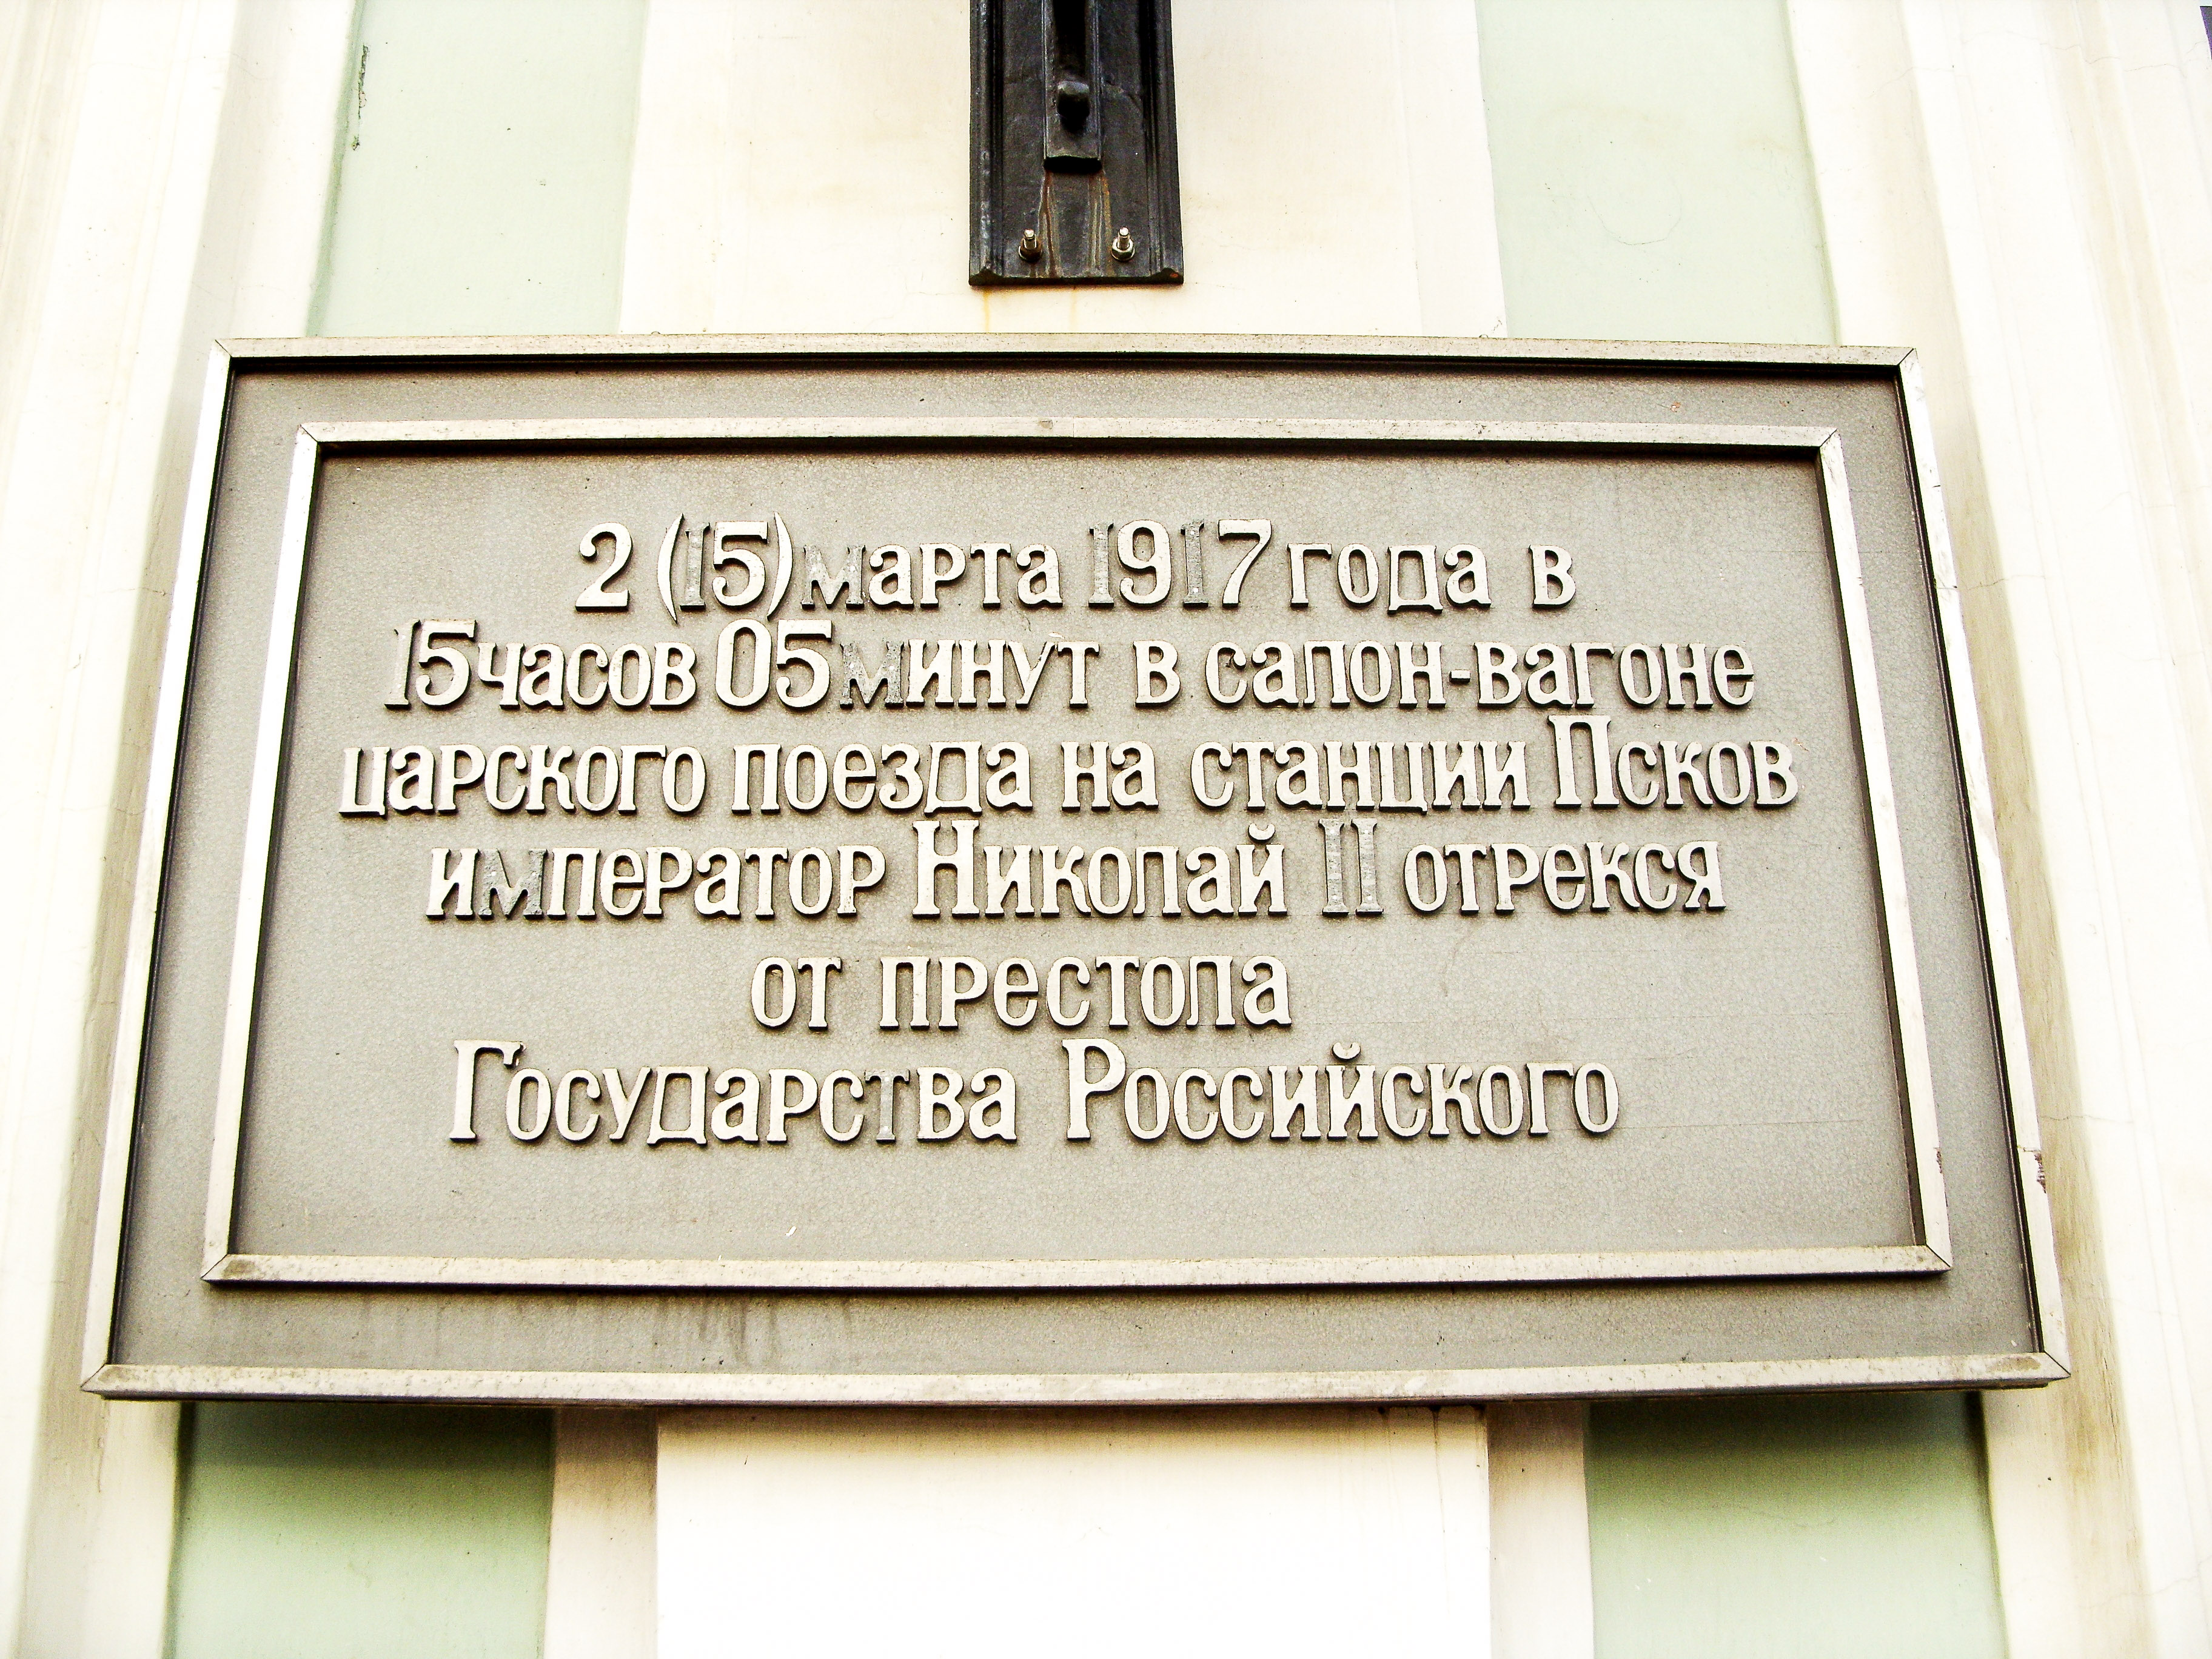 2 (15) марта 1917 года в
15 часов 05 минут в салон-вагоне
царского поезда на станции Псков
император Николай II отрекся
от престола
Государства Российского